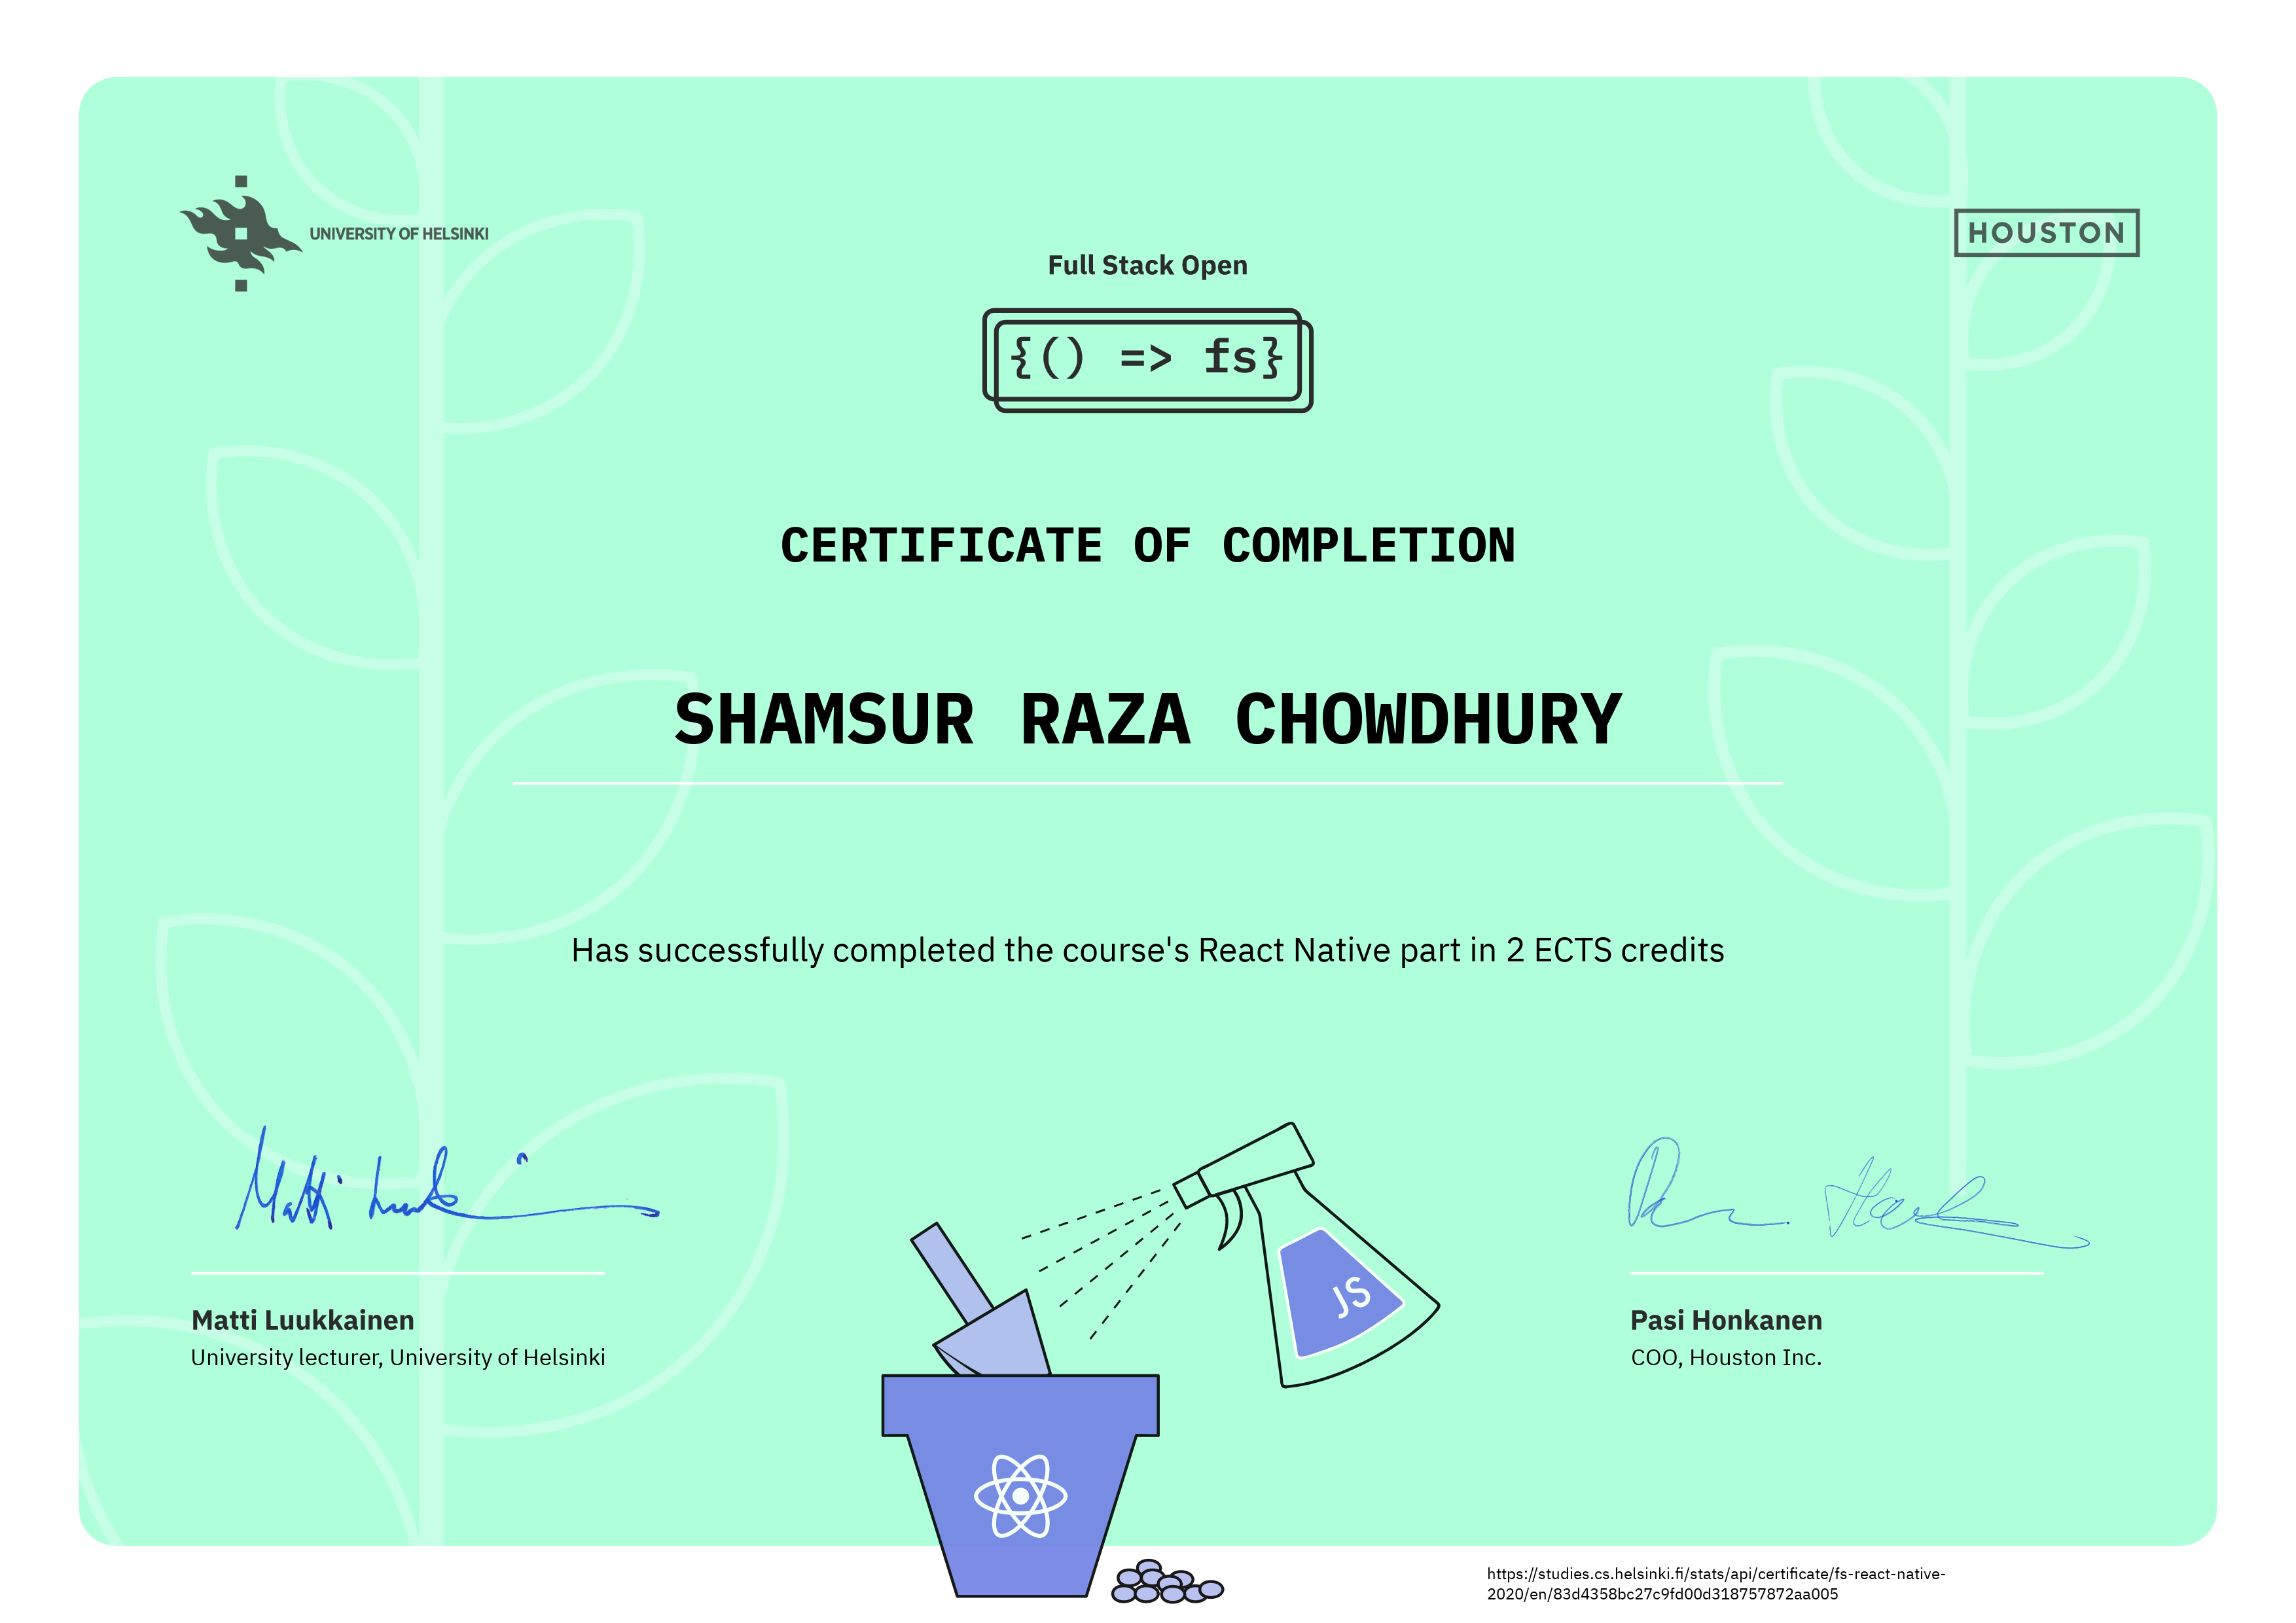 UNIVERSITY OF HELSINKI
HOUSTON
Full Stack Open
{() => fs}
CERTIFICATE OF COMPLETION
SHAMSUR RAZA CHOWDHURY
Has successfully completed the course's React Native part in 2 ECTS credits
JS
Matti Luukkainen
University lecturer, University of Helsinki
Pasi Honkanen
COO, Houston Inc.
https://studies.cs.helsinki.fi/stats/api/certificate/fs-react-native-
2020/en/83d4358bc27c9fd00d318757872aa005